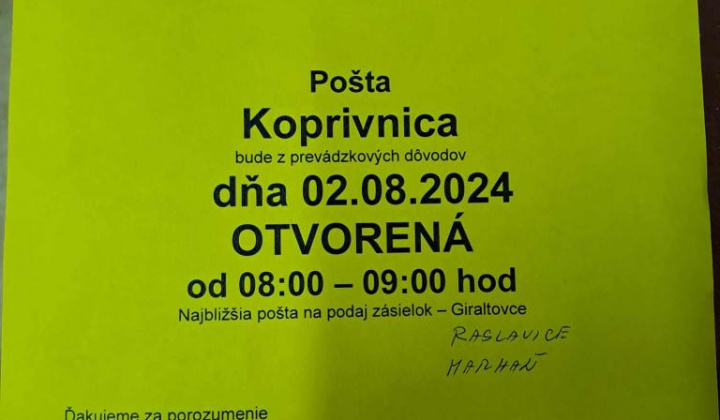 Pošta
Koprivnica
bude z prevádzkových dôvodov
dňa 02.08.2024
OTVORENÁ
od 08:00 – 09:00 hod
Najbližšia pošta na podaj zásielok – Giraltovce
RASLAVICE
MARHAŇ
Ďakujeme za porozumenie